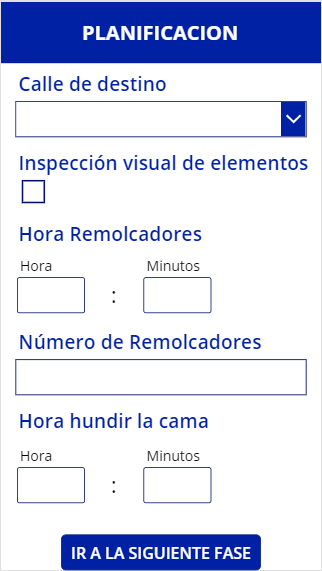 PLANIFICACION
Calle de destino
Inspección visual de elementos
Hora Remolcadores
Hora Minutos
:
Número de Remolcadores
Hora hundir la cama
Hora Minutos
:
IR A LA SIGUIENTE FASE